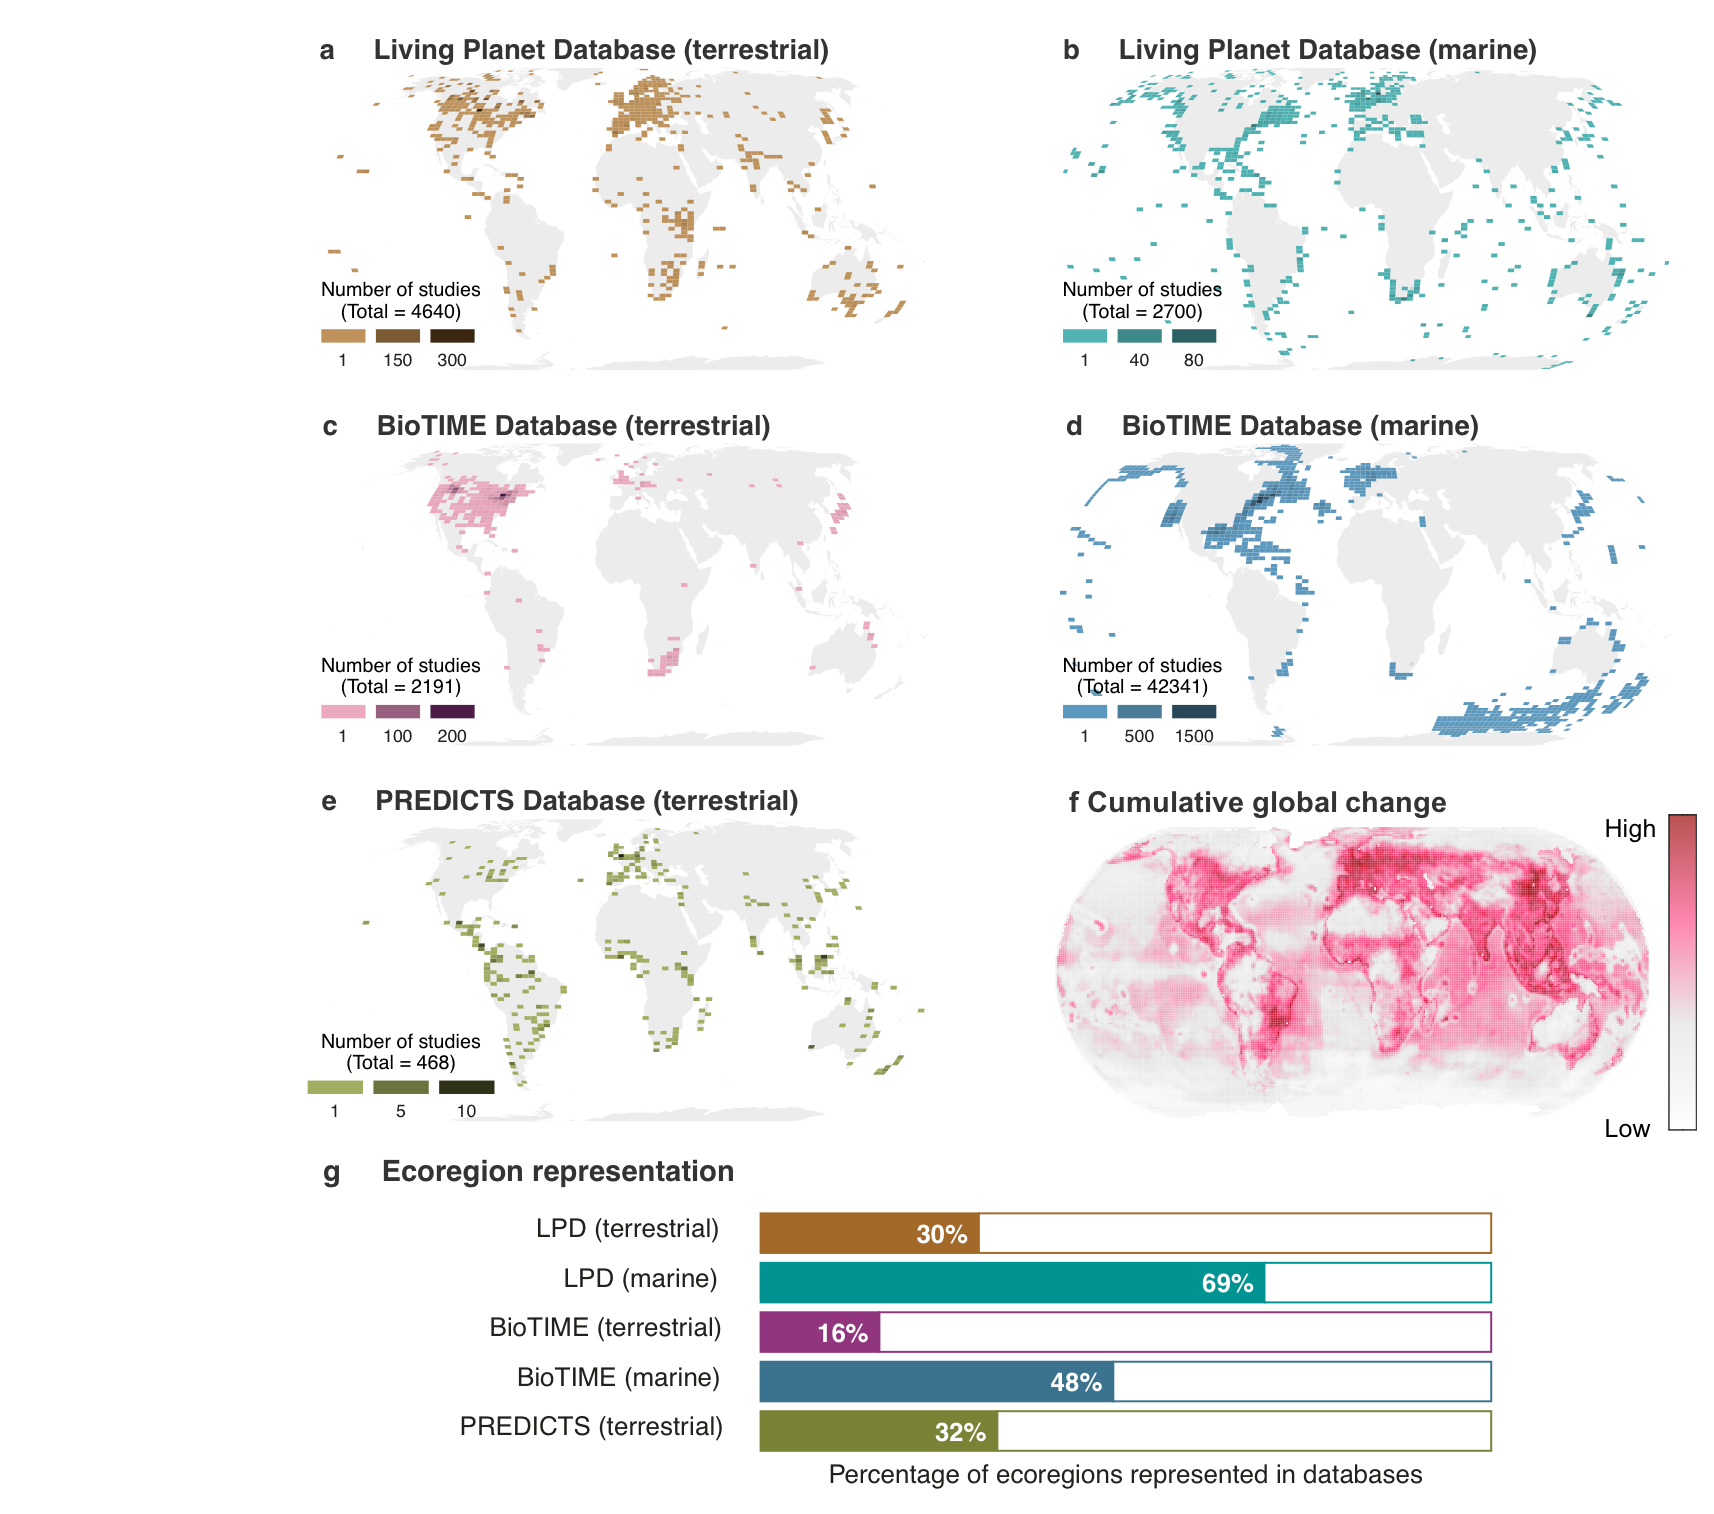 a Living Planet Database (terrestrial)
Number of studies
(Total = 4640)
1 150 300
b Living Planet Database (marine)
Number of studies
(Total = 2700)
1 40 80
c BioTIME Database (terrestrial)
Number of studies
(Total = 2191)
1 100 200
d BioTIME Database (marine)
Number of studies
(Total = 42341)
1 500 1500
e PREDICTS Database (terrestrial)
Number of studies
(Total = 468)
1 5 10
f Cumulative global change
High
Low
g Ecoregion representation
LPD (terrestrial) 30%
LPD (marine) 69%
BioTIME (terrestrial) 16%
BioTIME (marine) 48%
PREDICTS (terrestrial) 32%
Percentage of ecoregions represented in databases